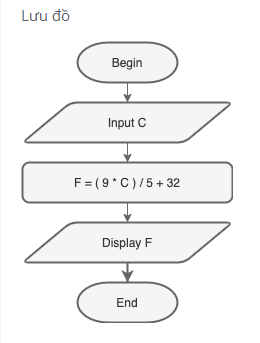 Lưu đồ
Begin
Input C
F = ( 9 * C ) / 5 + 32
Display F
End